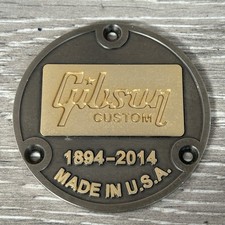 Gibson
CUSTOM
1894-2014
MADE IN U.S.A.